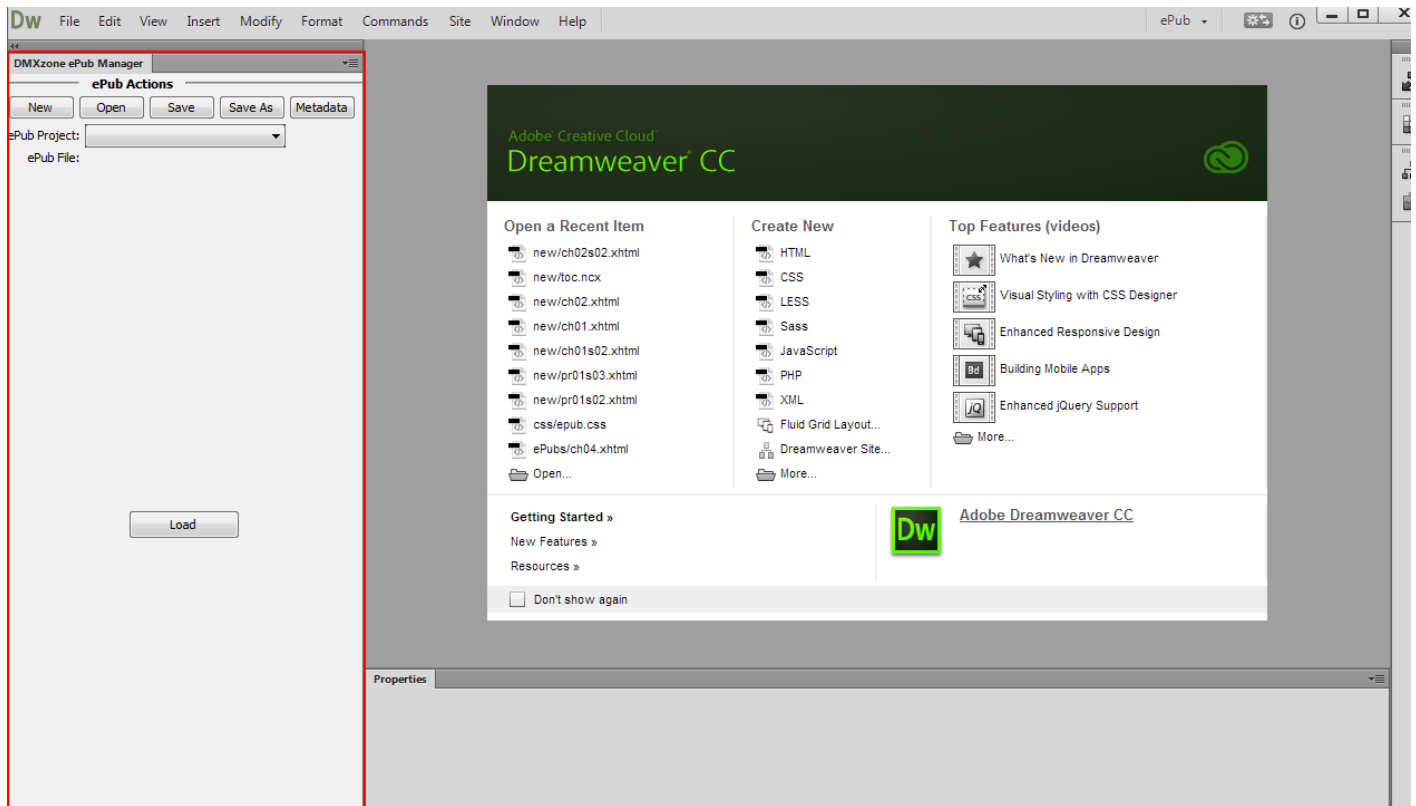 Dw File Edit View Insert Modify Format Commands Site Window Help ePub
DMXzone ePub Manager
ePub Actions
New Open Save Save As Metadata
ePub Project:
ePub File:
Load
Adobe® Creative Cloud™
Dreamweaver® CC
Open a Recent Item
new/ch02s02.xhtml
new/toc.ncx
new/ch02.xhtml
new/ch01.xhtml
new/ch01s02.xhtml
new/pr01s03.xhtml
new/pr01s02.xhtml
css/epub.css
ePubs/ch04.xhtml
Open...
Create New
HTML
CSS
LESS
Sass
JavaScript
PHP
XML
Fluid Grid Layout...
Dreamweaver Site...
More...
Top Features (videos)
What's New in Dreamweaver
CSS
Visual Styling with CSS Designer
Enhanced Responsive Design
Bd
Building Mobile Apps
jQ
Enhanced jQuery Support
More...
Getting Started »
New Features »
Resources »
Dw
Adobe Dreamweaver CC
Don't show again
Properties